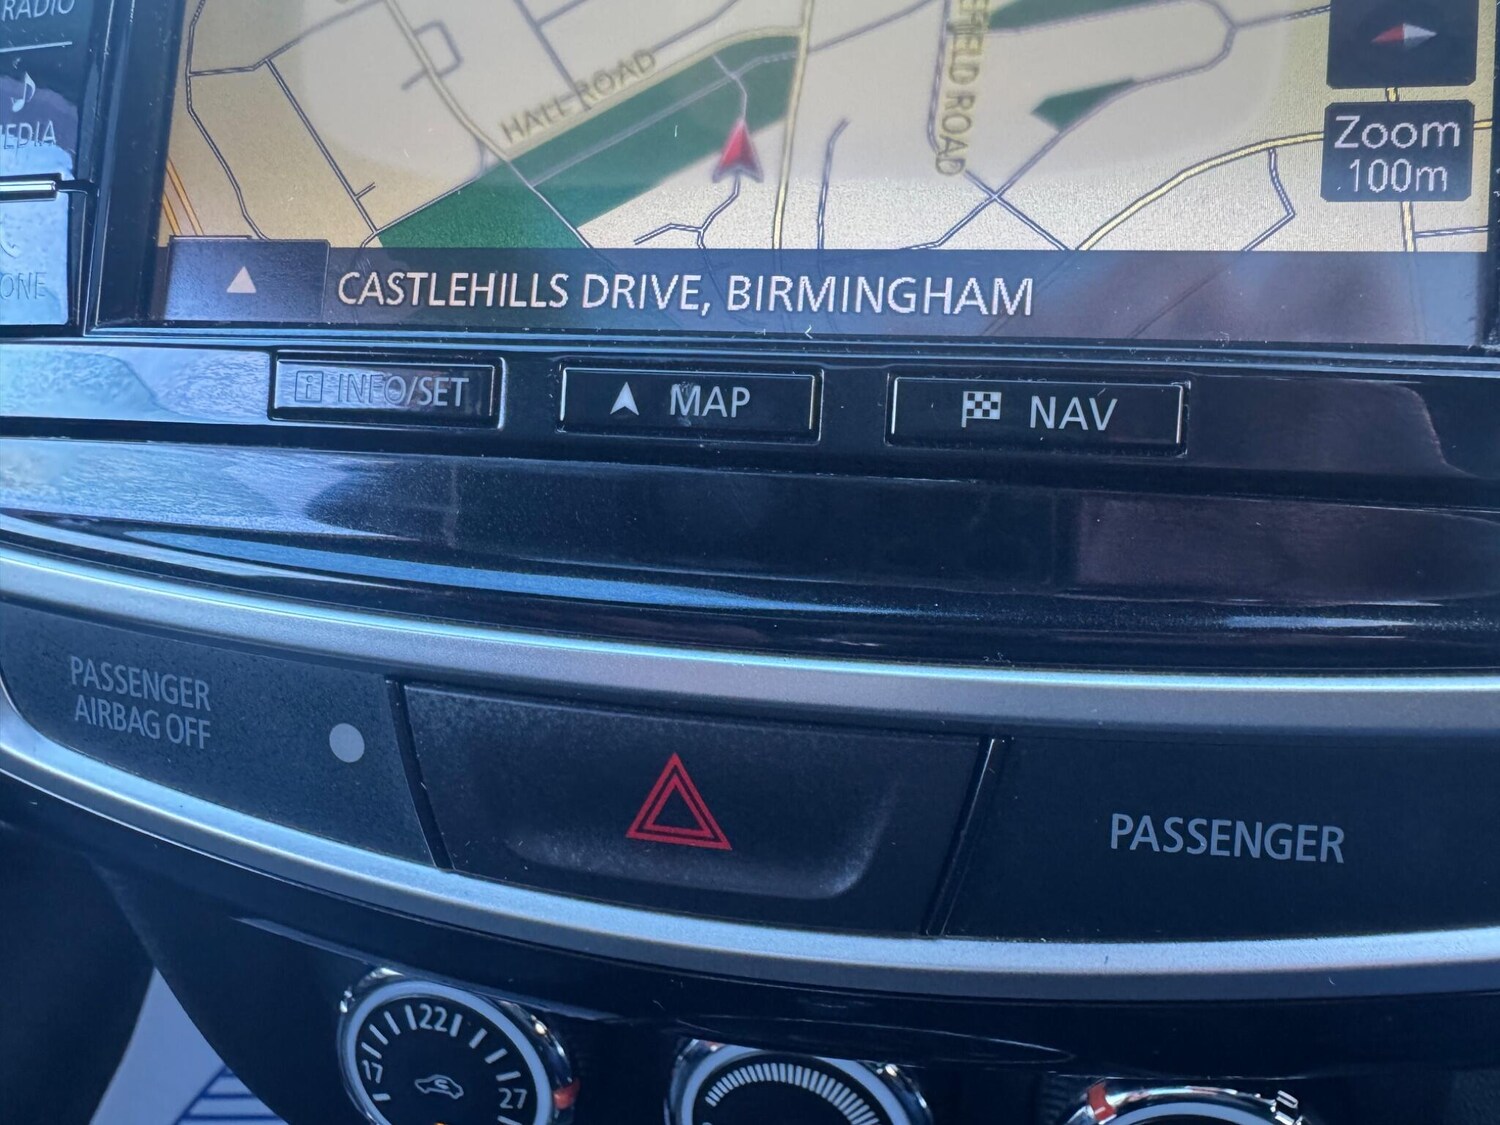 RADIO
MEDIA
HALL ROAD
FIELD ROAD
Zoom
100m
CASTLEHILLS DRIVE, BIRMINGHAM
i INFO/SET
MAP
NAV
PASSENGER
AIRBAG OFF
PASSENGER
22
17
27